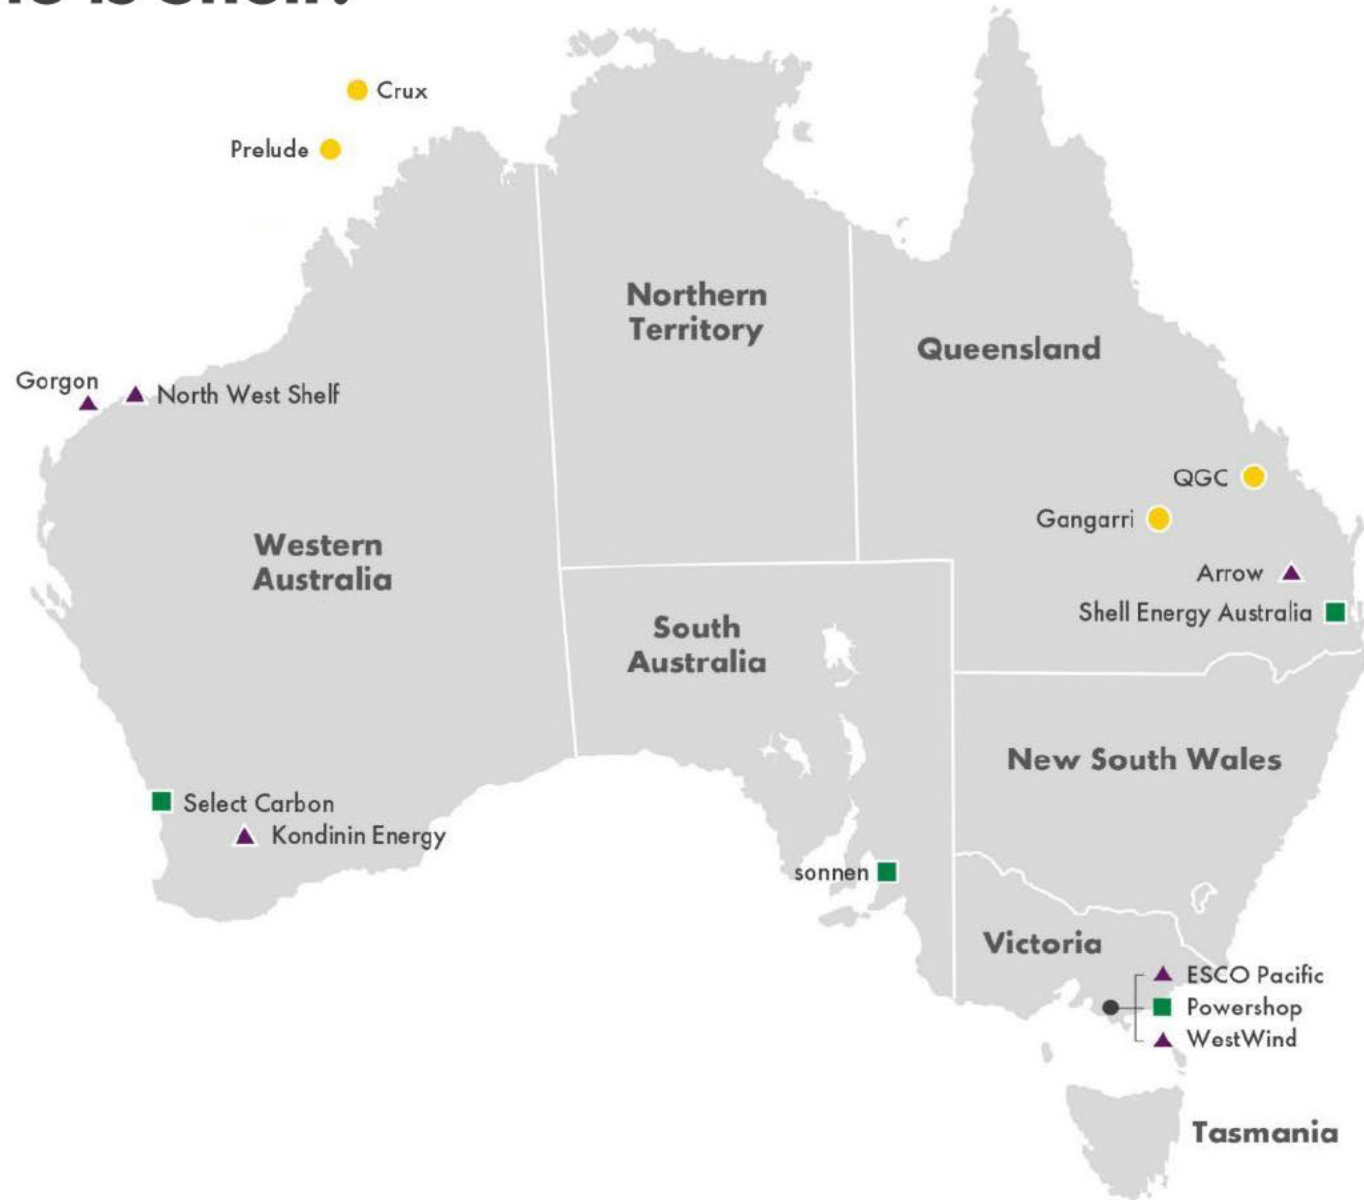 Crux
Prelude
Northern
Territory
Queensland
Gorgon
North West Shelf
QGC
Gangarri
Western
Australia
Arrow
Shell Energy Australia
South
Australia
New South Wales
Select Carbon
Kondinin Energy
sonnen
Victoria
ESCO Pacific
Powershop
WestWind
Tasmania